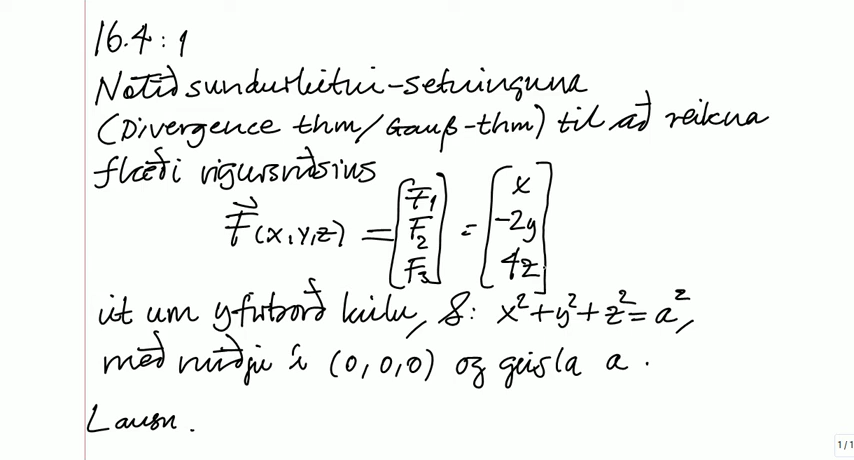 16.4 : 1
Notið sundurleitni-setninguna
(Divergence thm/Gauß-thm) til að reikna
flæði vigursviðsins
F⃗(x,y,z) = [F₁ F₂ F₃] = [x -2y 4z]
út um yfirborð kúlu, S: x²+y²+z²=a²,
með miðju í (0,0,0) og geisla a.
Lausn.
1/1